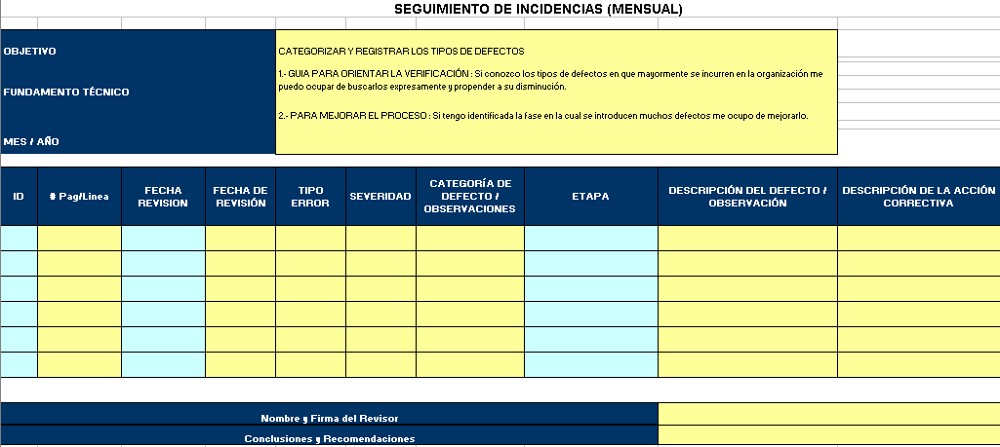 SEGUIMIENTO DE INCIDENCIAS (MENSUAL)
OBJETIVO
CATEGORIZAR Y REGISTRAR LOS TIPOS DE DEFECTOS
FUNDAMENTO TÉCNICO
1.- GUIA PARA ORIENTAR LA VERIFICACIÓN : Si conozco los tipos de defectos en que mayormente se incurren en la organización me
puedo ocupar de buscarlos expresamente y propender a su disminución.
2.- PARA MEJORAR EL PROCESO : Si tengo identificada la fase en la cual se introducen muchos defectos me ocupo de mejorarlo.
MES / AÑO
ID
# Pag/Linea
FECHA
REVISION
FECHA DE
REVISIÓN
TIPO
ERROR
SEVERIDAD
CATEGORÍA DE
DEFECTO /
OBSERVACIONES
ETAPA
DESCRIPCIÓN DEL DEFECTO /
OBSERVACIÓN
DESCRIPCIÓN DE LA ACCIÓN
CORRECTIVA
Nombre y Firma del Revisor
Conclusiones y Recomendaciones